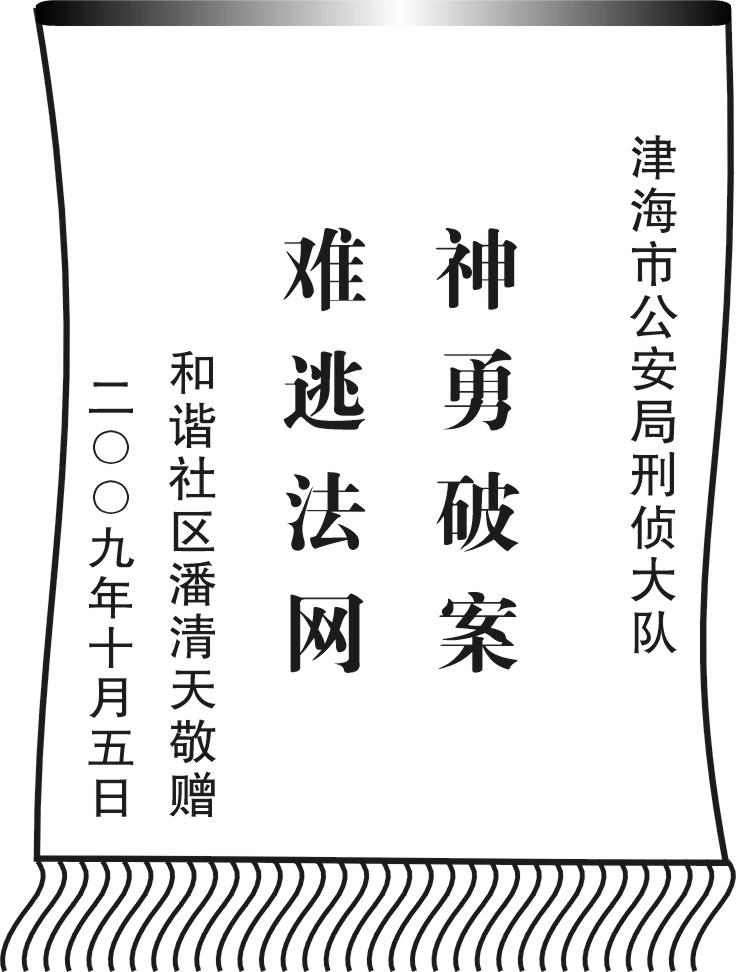 津海市公安局刑侦大队
神勇破案
难逃法网
和谐社区潘清天敬赠
二〇〇九年十月五日